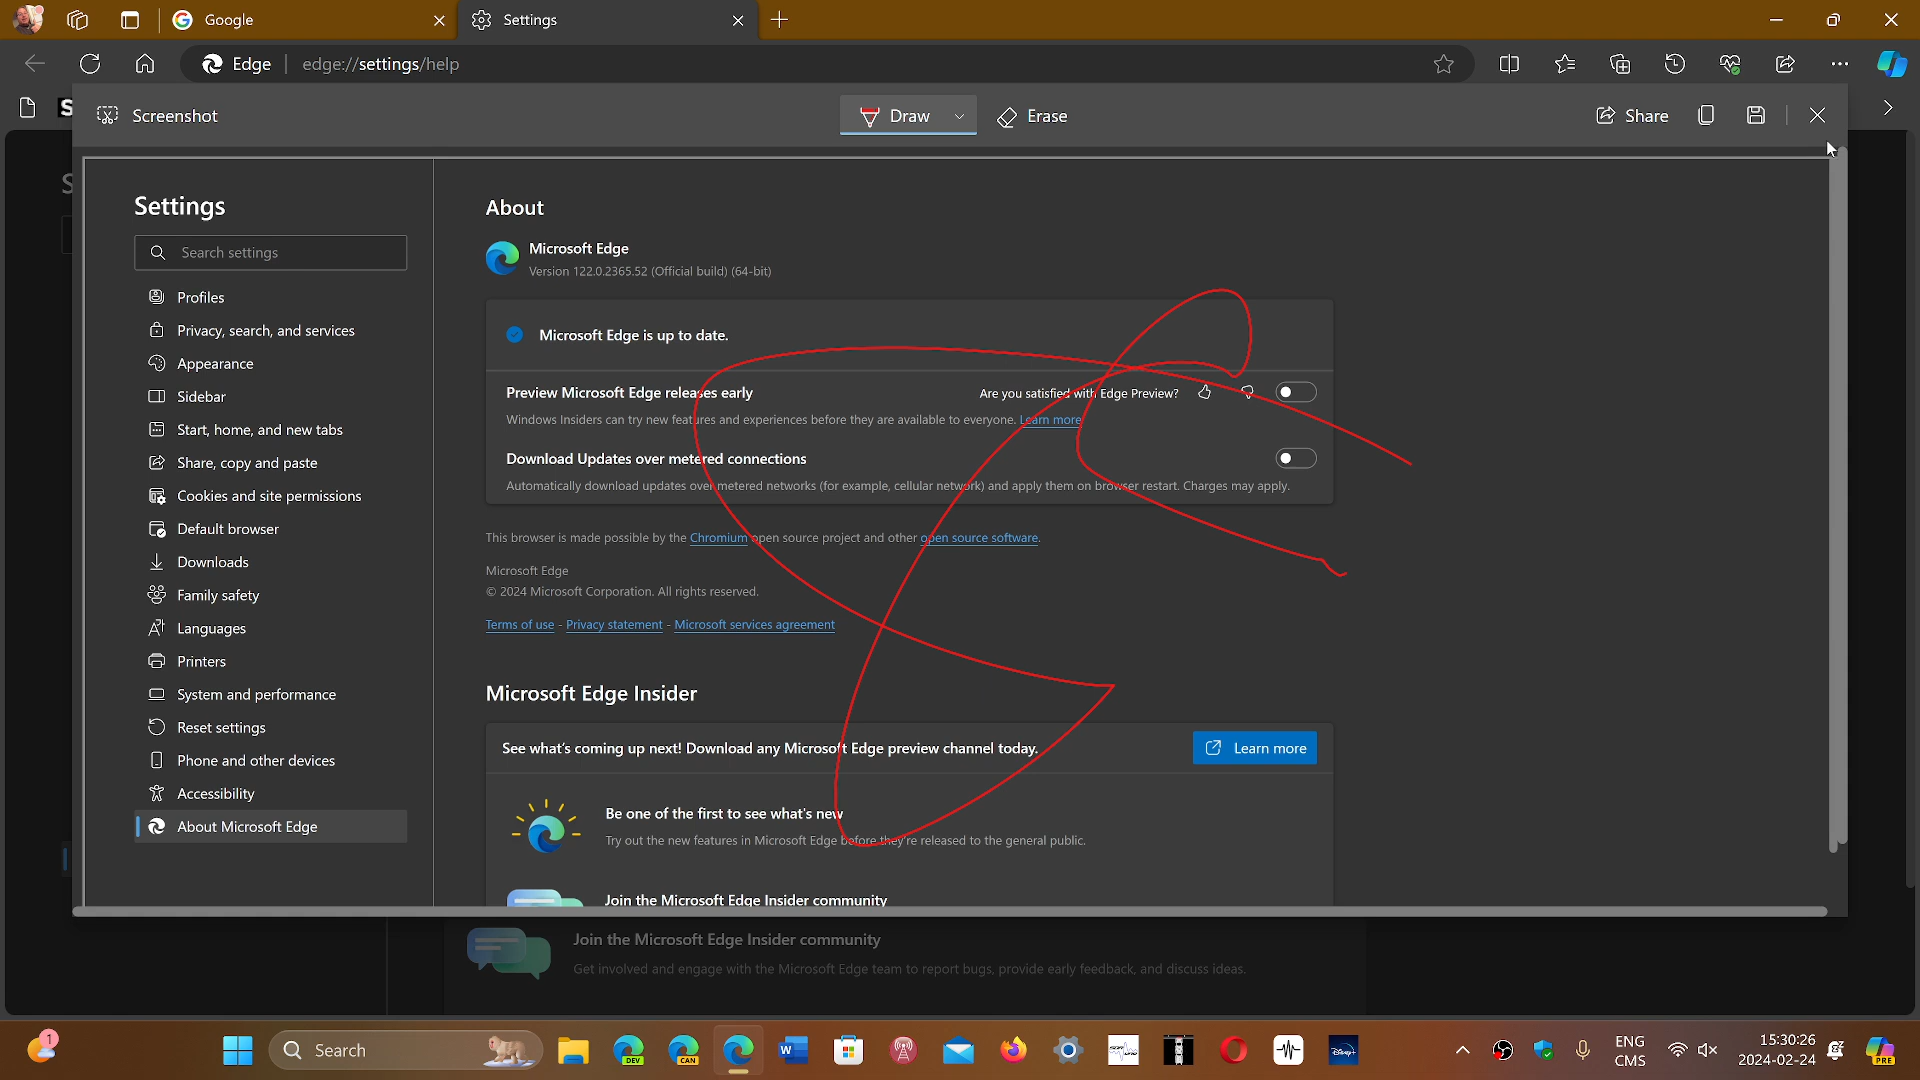 Google
Settings
Edge
edge://settings/help
S
Screenshot
Draw
Erase
Share
S
Settings
Search settings
Profiles
Privacy, search, and services
Appearance
Sidebar
Start, home, and new tabs
Share, copy and paste
Cookies and site permissions
Default browser
Downloads
Family safety
Languages
Printers
System and performance
Reset settings
Phone and other devices
Accessibility
About Microsoft Edge
About
Microsoft Edge
Version 122.0.2365.52 (Official build) (64-bit)
Microsoft Edge is up to date.
Preview Microsoft Edge releases early
Are you satisfied with Edge Preview?
Windows Insiders can try new features and experiences before they are available to everyone. Learn more
Download Updates over metered connections
Automatically download updates over metered networks (for example, cellular network) and apply them on browser restart. Charges may apply.
This browser is made possible by the Chromium open source project and other open source software.
Microsoft Edge
© 2024 Microsoft Corporation. All rights reserved.
Terms of use - Privacy statement - Microsoft services agreement
Microsoft Edge Insider
See what's coming up next! Download any Microsoft Edge preview channel today.
Learn more
Be one of the first to see what's new
Try out the new features in Microsoft Edge before they're released to the general public.
Join the Microsoft Edge Insider community
Join the Microsoft Edge Insider community
Get involved and engage with the Microsoft Edge team to report bugs, provide early feedback, and discuss ideas.
1
Search
DEV
CAN
W
Disney+
ENG
CMS
15:30:26
2024-02-24
PRE